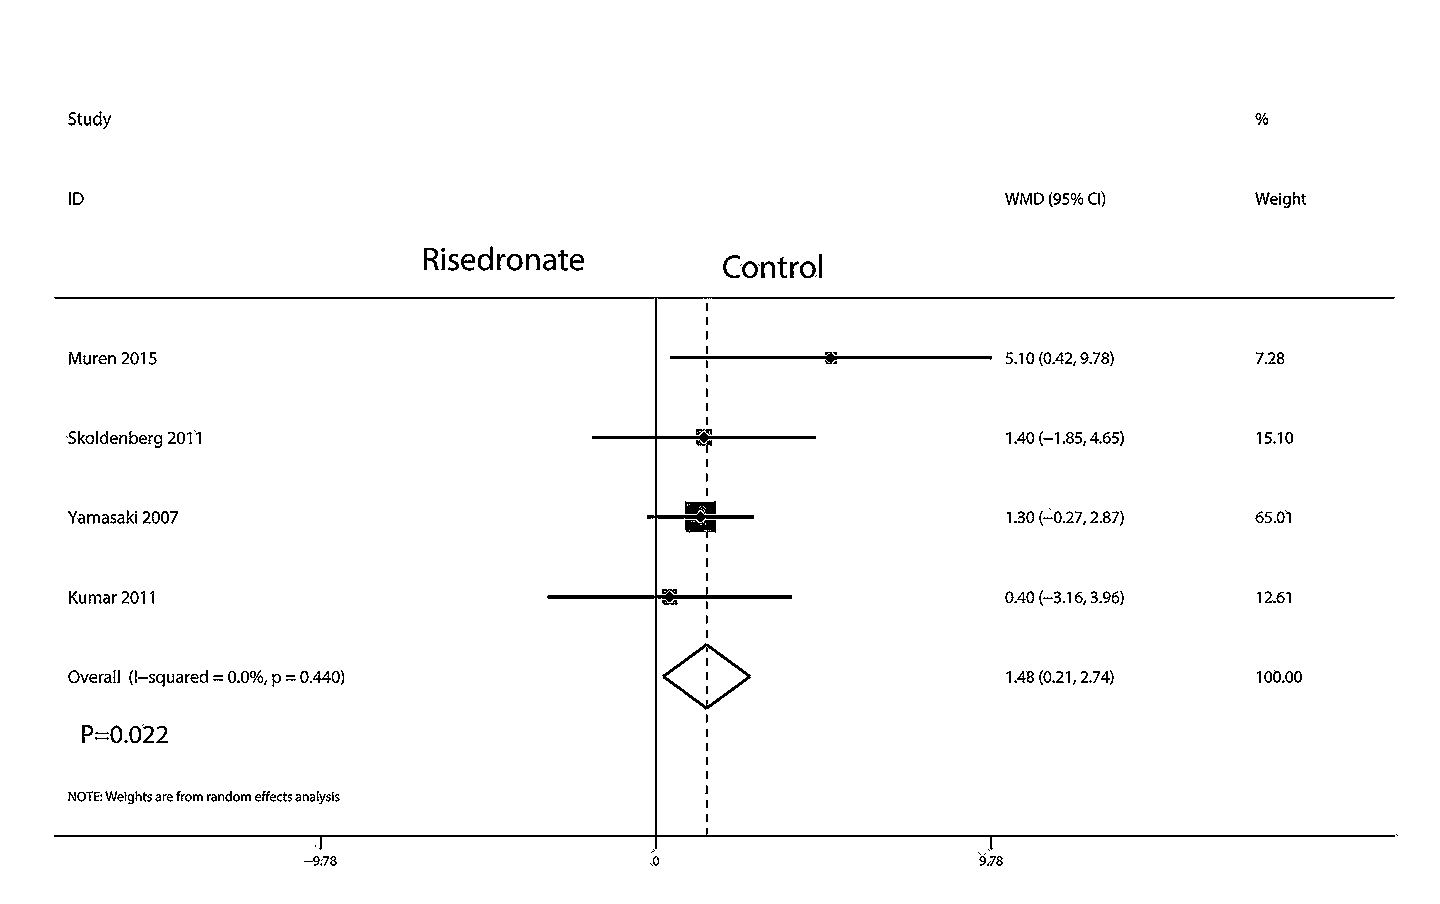 Study %
ID WMD (95% CI) Weight
Risedronate Control
Muren 2015 5.10 (0.42, 9.78) 7.28
Skoldenberg 2011 1.40 (−1.85, 4.65) 15.10
Yamasaki 2007 1.30 (−0.27, 2.87) 65.01
Kumar 2011 0.40 (−3.16, 3.96) 12.61
Overall (I−squared = 0.0%, p = 0.440) 1.48 (0.21, 2.74) 100.00
P=0.022
NOTE: Weights are from random effects analysis
−9.78 0 9.78